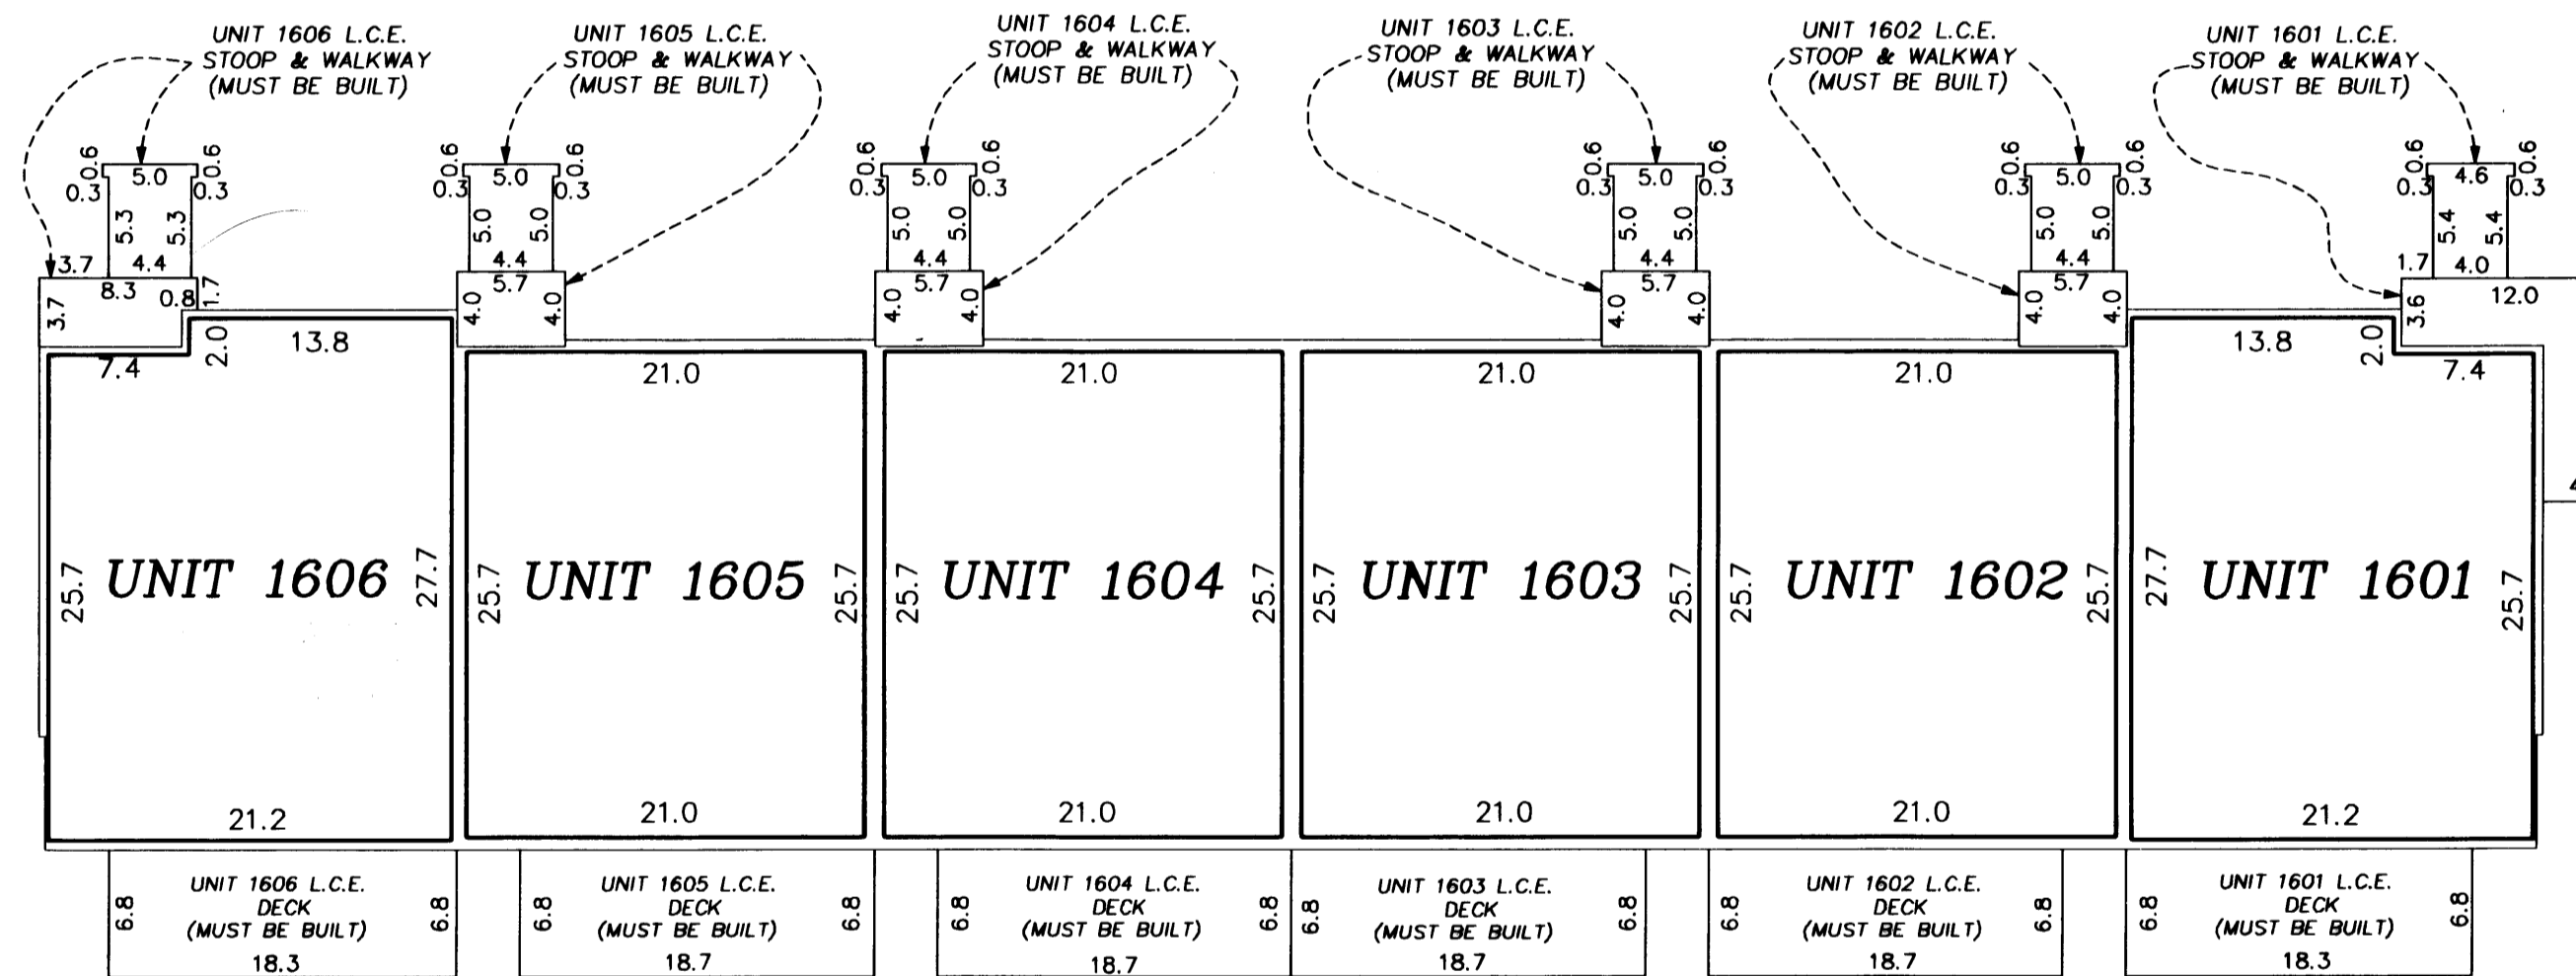 UNIT 1606 L.C.E.
STOOP & WALKWAY
(MUST BE BUILT)
UNIT 1605 L.C.E.
STOOP & WALKWAY
(MUST BE BUILT)
UNIT 1604 L.C.E.
STOOP & WALKWAY
(MUST BE BUILT)
UNIT 1603 L.C.E.
STOOP & WALKWAY
(MUST BE BUILT)
UNIT 1602 L.C.E.
STOOP & WALKWAY
(MUST BE BUILT)
UNIT 1601 L.C.E.
STOOP & WALKWAY
(MUST BE BUILT)
0.6
0.3
5.0
0.6
0.3
5.3
5.3
3.7
4.4
8.3
0.8
1.7
3.7
0.6
0.3
5.0
0.6
0.3
5.0
5.0
4.4
5.7
4.0
4.0
0.6
0.3
5.0
0.6
0.3
5.0
5.0
4.4
5.7
4.0
4.0
0.6
0.3
5.0
0.6
0.3
5.0
5.0
4.4
5.7
4.0
4.0
0.6
0.3
5.0
0.6
0.3
5.0
5.0
4.4
5.7
4.0
4.0
0.6
0.3
4.6
0.6
0.3
5.4
5.4
1.7
4.0
12.0
3.6
7.4
2.0
13.8
25.7
UNIT 1606
27.7
21.2
21.0
25.7
UNIT 1605
25.7
21.0
21.0
25.7
UNIT 1604
25.7
21.0
21.0
25.7
UNIT 1603
25.7
21.0
21.0
25.7
UNIT 1602
25.7
21.0
13.8
2.0
7.4
27.7
UNIT 1601
25.7
21.2
4
6.8
UNIT 1606 L.C.E.
DECK
(MUST BE BUILT)
6.8
18.3
6.8
UNIT 1605 L.C.E.
DECK
(MUST BE BUILT)
6.8
18.7
6.8
UNIT 1604 L.C.E.
DECK
(MUST BE BUILT)
6.8
18.7
6.8
UNIT 1603 L.C.E.
DECK
(MUST BE BUILT)
6.8
18.7
6.8
UNIT 1602 L.C.E.
DECK
(MUST BE BUILT)
6.8
18.7
6.8
UNIT 1601 L.C.E.
DECK
(MUST BE BUILT)
6.8
18.3